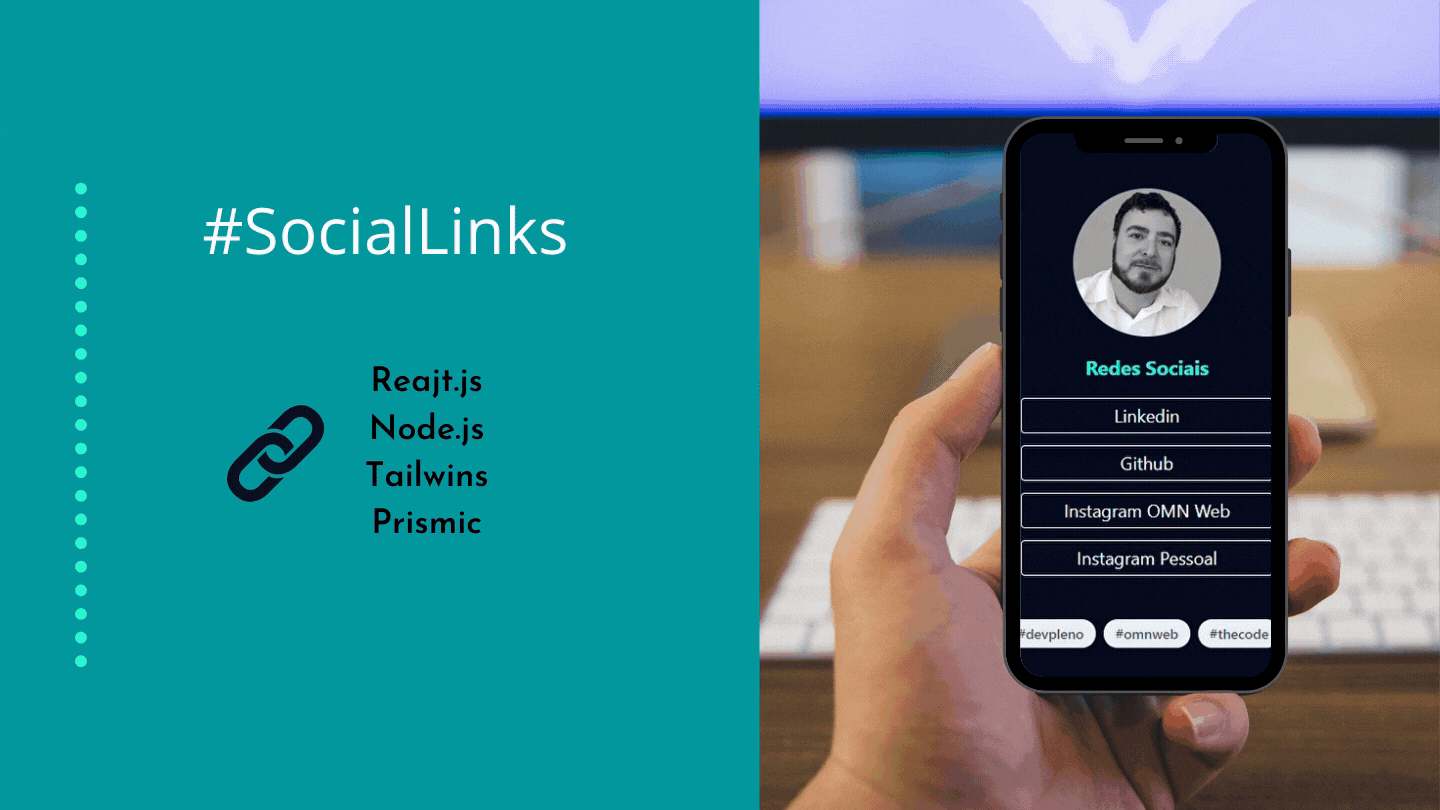 #SocialLinks
Reajt.js
Node.js
Tailwins
Prismic
Redes Sociais
Linkedin
Github
Instagram OMN Web
Instagram Pessoal
#devpleno #omnweb #thecode